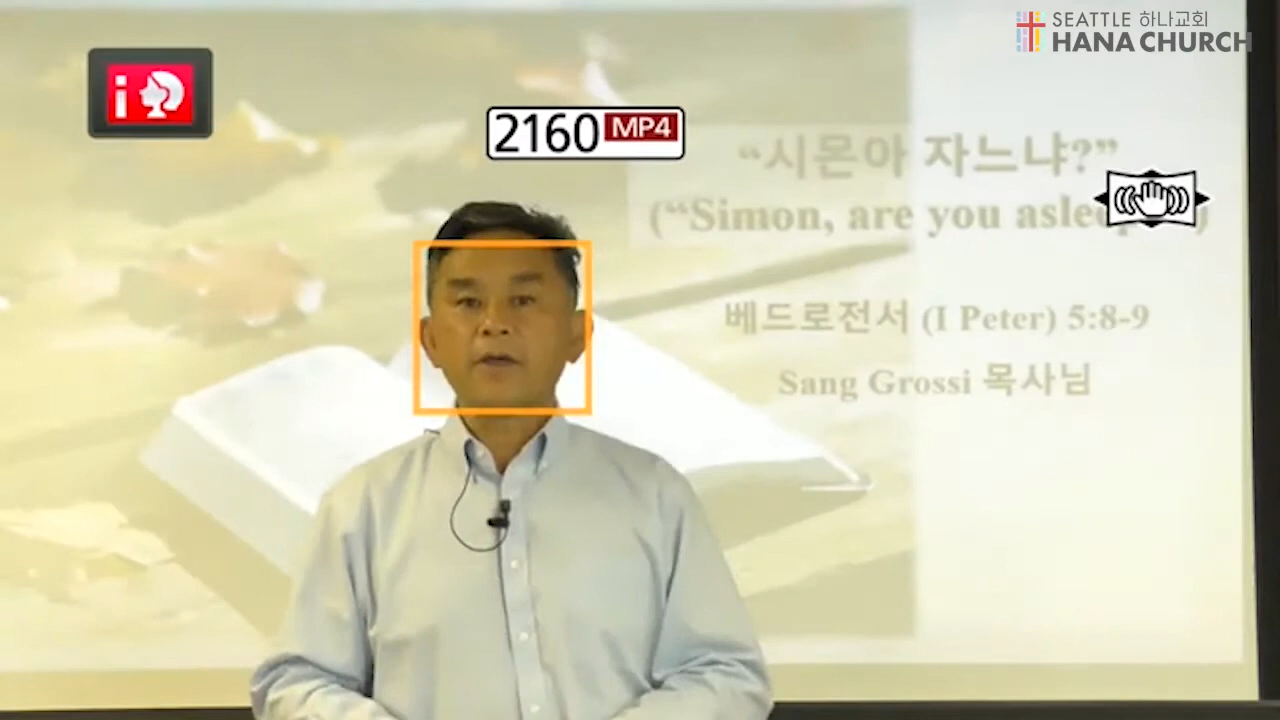 SEATTLE 하나교회
HANA CHURCH
i
2160 MP4
“시몬아 자느냐?”
(“Simon, are you
베드로전서 (I Peter) 5:8-9
Sang Grossi 목사님